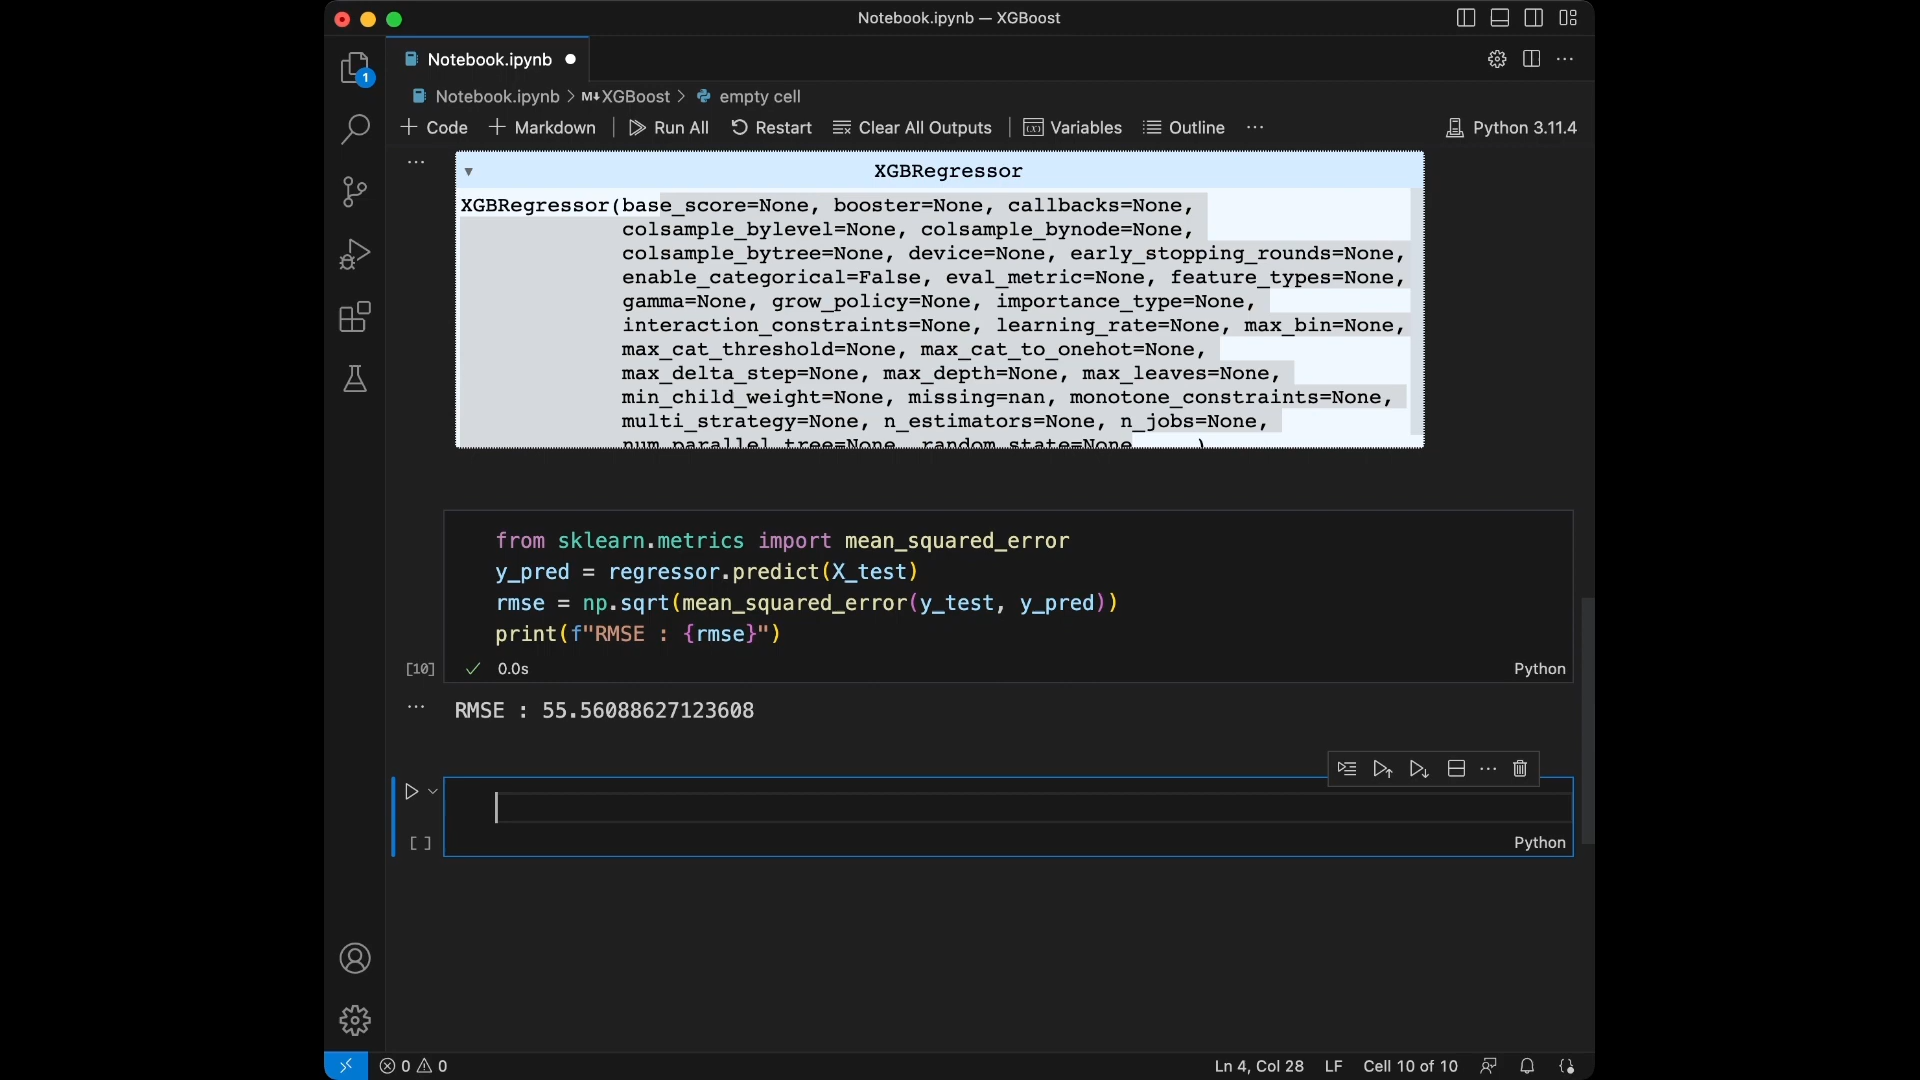 Notebook.ipynb — XGBoost
Notebook.ipynb
1
Notebook.ipynb > M↓XGBoost > empty cell
+ Code + Markdown | Run All Restart Clear All Outputs | Variables Outline ... Python 3.11.4
...
XGBRegressor
XGBRegressor(base_score=None, booster=None, callbacks=None,
colsample_bylevel=None, colsample_bynode=None,
colsample_bytree=None, device=None, early_stopping_rounds=None,
enable_categorical=False, eval_metric=None, feature_types=None,
gamma=None, grow_policy=None, importance_type=None,
interaction_constraints=None, learning_rate=None, max_bin=None,
max_cat_threshold=None, max_cat_to_onehot=None,
max_delta_step=None, max_depth=None, max_leaves=None,
min_child_weight=None, missing=nan, monotone_constraints=None,
multi_strategy=None, n_estimators=None, n_jobs=None,
num_parallel_tree=None, random_state=None, ...)
from sklearn.metrics import mean_squared_error
y_pred = regressor.predict(X_test)
rmse = np.sqrt(mean_squared_error(y_test, y_pred))
print(f"RMSE : {rmse}")
[10] ✓ 0.0s Python
... RMSE : 55.56088627123608
[ ] Python
0 0 Ln 4, Col 28 LF Cell 10 of 10